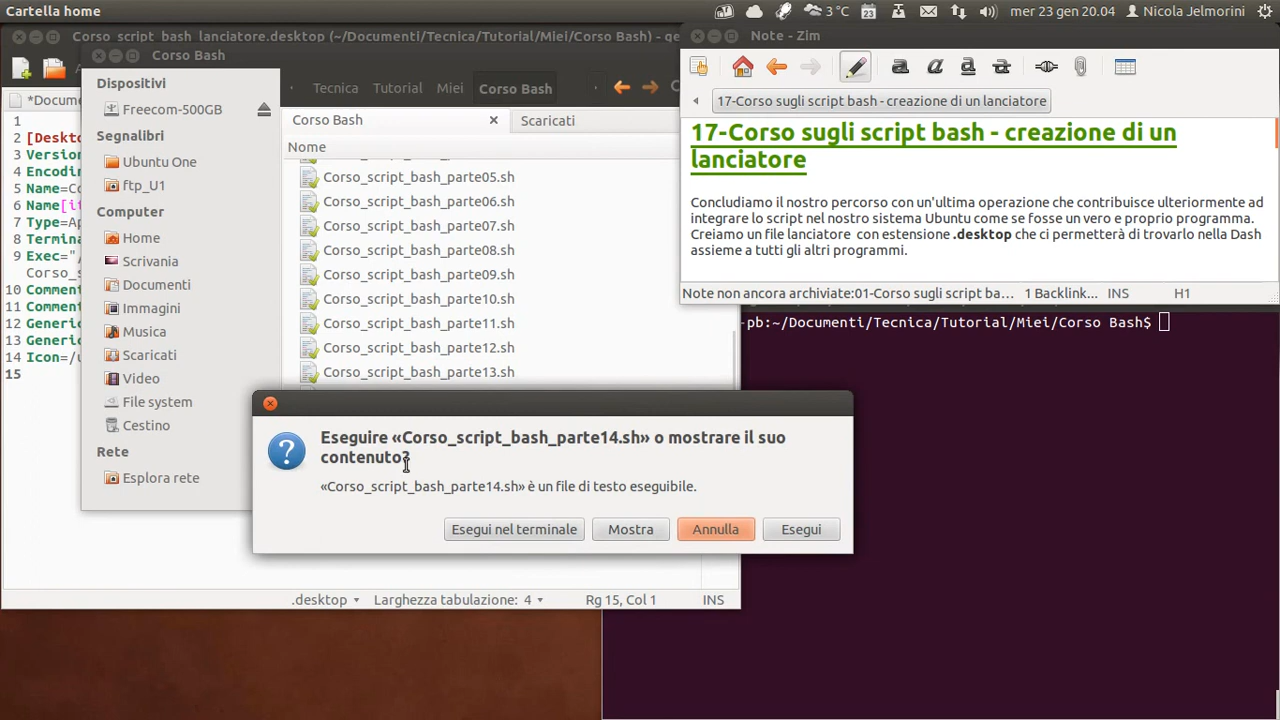 Cartella home
3 °C
mer 23 gen 20.04
Nicola Jelmorini
Corso_script_bash_lanciatore.desktop (~/Documenti/Tecnica/Tutorial/Miei/Corso Bash) - ge
Note - Zim
Corso Bash
Dispositivi
Freecom-500GB
Segnalibri
Ubuntu One
ftp_U1
Computer
Home
Scrivania
Documenti
Immagini
Musica
Scaricati
Video
File system
Cestino
Rete
Esplora rete
Tecnica
Tutorial
Miei
Corso Bash
Corso Bash
Scaricati
Nome
Corso_script_bash_parte05.sh
Corso_script_bash_parte06.sh
Corso_script_bash_parte07.sh
Corso_script_bash_parte08.sh
Corso_script_bash_parte09.sh
Corso_script_bash_parte10.sh
Corso_script_bash_parte11.sh
Corso_script_bash_parte12.sh
Corso_script_bash_parte13.sh
*Docume
1
2 [Deskto
3 Version
4 Encodin
5 Name=Co
6 Name[it
7 Type=Ap
8 Termina
9 Exec="/
Corso_s
10 Comment
11 Comment
12 Generic
13 Generic
14 Icon=/u
15
17-Corso sugli script bash - creazione di un lanciatore
17-Corso sugli script bash - creazione di un
lanciatore
Concludiamo il nostro percorso con un'ultima operazione che contribuisce ulteriormente ad
integrare lo script nel nostro sistema Ubuntu come se fosse un vero e proprio programma.
Creiamo un file lanciatore con estensione .desktop che ci permetterà di trovarlo nella Dash
assieme a tutti gli altri programmi.
Note non ancora archiviate:01-Corso sugli script ba...
1 Backlink...
INS
H1
-pb:~/Documenti/Tecnica/Tutorial/Miei/Corso Bash$
Eseguire «Corso_script_bash_parte14.sh» o mostrare il suo
contenuto?
«Corso_script_bash_parte14.sh» è un file di testo eseguibile.
Esegui nel terminale
Mostra
Annulla
Esegui
.desktop
Larghezza tabulazione: 4
Rg 15, Col 1
INS